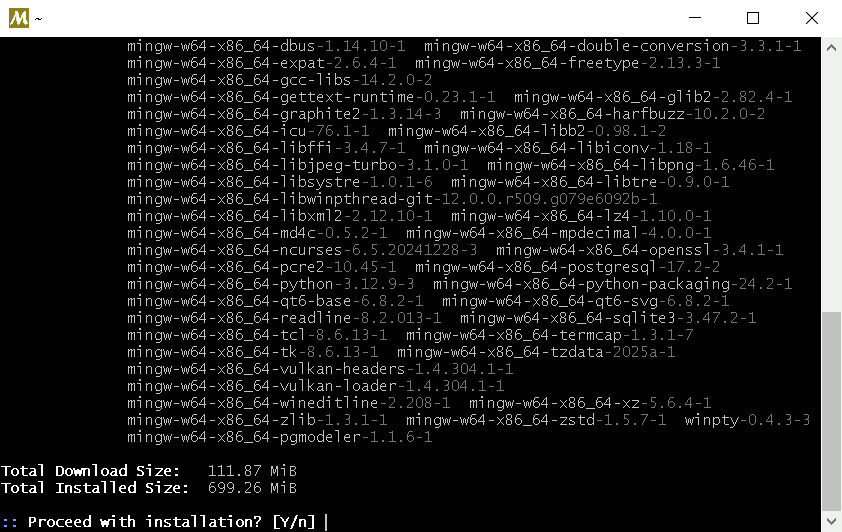 M ~
mingw-w64-x86_64-dbus-1.14.10-1 mingw-w64-x86_64-double-conversion-3.3.1-1
mingw-w64-x86_64-expat-2.6.4-1 mingw-w64-x86_64-freetype-2.13.3-1
mingw-w64-x86_64-gcc-libs-14.2.0-2
mingw-w64-x86_64-gettext-runtime-0.23.1-1 mingw-w64-x86_64-glib2-2.82.4-1
mingw-w64-x86_64-graphite2-1.3.14-3 mingw-w64-x86_64-harfbuzz-10.2.0-2
mingw-w64-x86_64-icu-76.1-1 mingw-w64-x86_64-libb2-0.98.1-2
mingw-w64-x86_64-libffi-3.4.7-1 mingw-w64-x86_64-libiconv-1.18-1
mingw-w64-x86_64-libjpeg-turbo-3.1.0-1 mingw-w64-x86_64-libpng-1.6.46-1
mingw-w64-x86_64-libsystre-1.0.1-6 mingw-w64-x86_64-libtre-0.9.0-1
mingw-w64-x86_64-libwinpthread-git-12.0.0.r509.g079e6092b-1
mingw-w64-x86_64-libxml2-2.12.10-1 mingw-w64-x86_64-lz4-1.10.0-1
mingw-w64-x86_64-md4c-0.5.2-1 mingw-w64-x86_64-mpdecimal-4.0.0-1
mingw-w64-x86_64-ncurses-6.5.20241228-3 mingw-w64-x86_64-openssl-3.4.1-1
mingw-w64-x86_64-pcre2-10.45-1 mingw-w64-x86_64-postgresql-17.2-2
mingw-w64-x86_64-python-3.12.9-3 mingw-w64-x86_64-python-packaging-24.2-1
mingw-w64-x86_64-qt6-base-6.8.2-1 mingw-w64-x86_64-qt6-svg-6.8.2-1
mingw-w64-x86_64-readline-8.2.013-1 mingw-w64-x86_64-sqlite3-3.47.2-1
mingw-w64-x86_64-tcl-8.6.13-1 mingw-w64-x86_64-termcap-1.3.1-7
mingw-w64-x86_64-tk-8.6.13-1 mingw-w64-x86_64-tzdata-2025a-1
mingw-w64-x86_64-vulkan-headers-1.4.304.1-1
mingw-w64-x86_64-vulkan-loader-1.4.304.1-1
mingw-w64-x86_64-wineditline-2.208-1 mingw-w64-x86_64-xz-5.6.4-1
mingw-w64-x86_64-zlib-1.3.1-1 mingw-w64-x86_64-zstd-1.5.7-1 winpty-0.4.3-3
mingw-w64-x86_64-pgmodeler-1.1.6-1
Total Download Size: 111.87 MiB
Total Installed Size: 699.26 MiB
:: Proceed with installation? [Y/n]